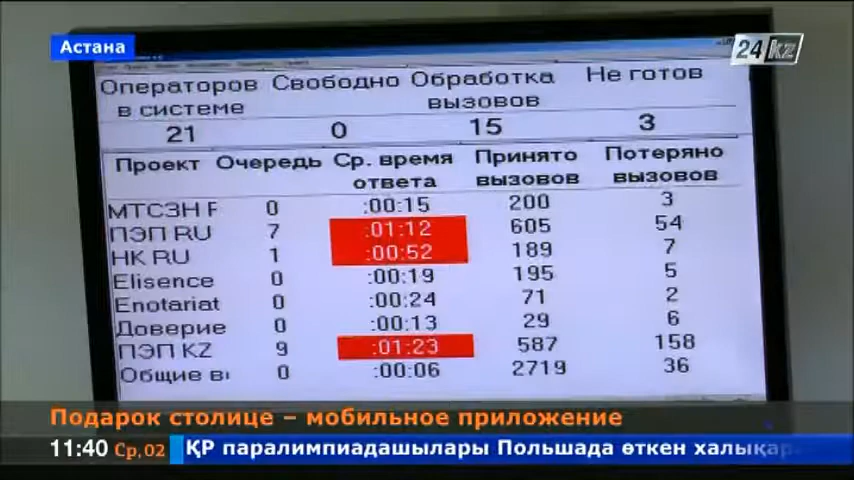 Астана
24 kz
Операторов в системе Свободно Обработка вызовов Не готов
21 0 15 3
Проект Очередь Ср. время ответа Принято вызовов Потеряно вызовов
МТСЗН F 0 :00:15 200 3
ПЭП RU 7 :01:12 605 54
НК RU 1 :00:52 189 7
Elisence 0 :00:19 195 5
Enotariat 0 :00:24 71 2
Доверие 0 :00:13 29 6
ПЭП KZ 9 :01:23 587 158
Общие 0 :00:06 2719 36
Подарок столице – мобильное приложение
11:40 Ср, 02 ҚР паралимпиадашылары Польшада өткен халықар